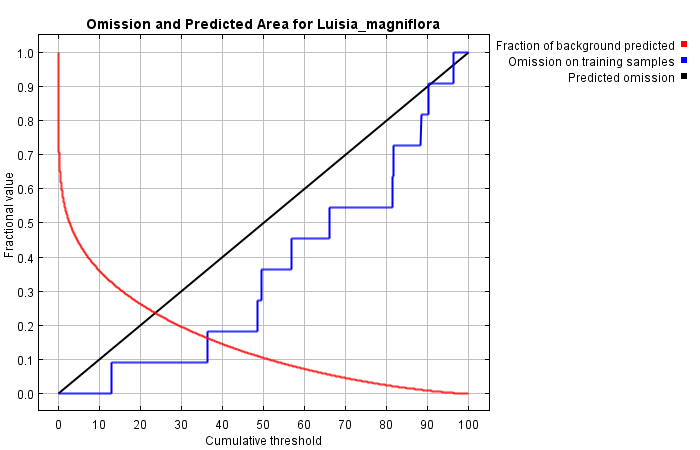 Omission and Predicted Area for Luisia_magniflora
Fraction of background predicted
Omission on training samples
Predicted omission
1.0
0.9
0.8
0.7
0.6
0.5
0.4
0.3
0.2
0.1
0.0
Fractional value
0 10 20 30 40 50 60 70 80 90 100
Cumulative threshold